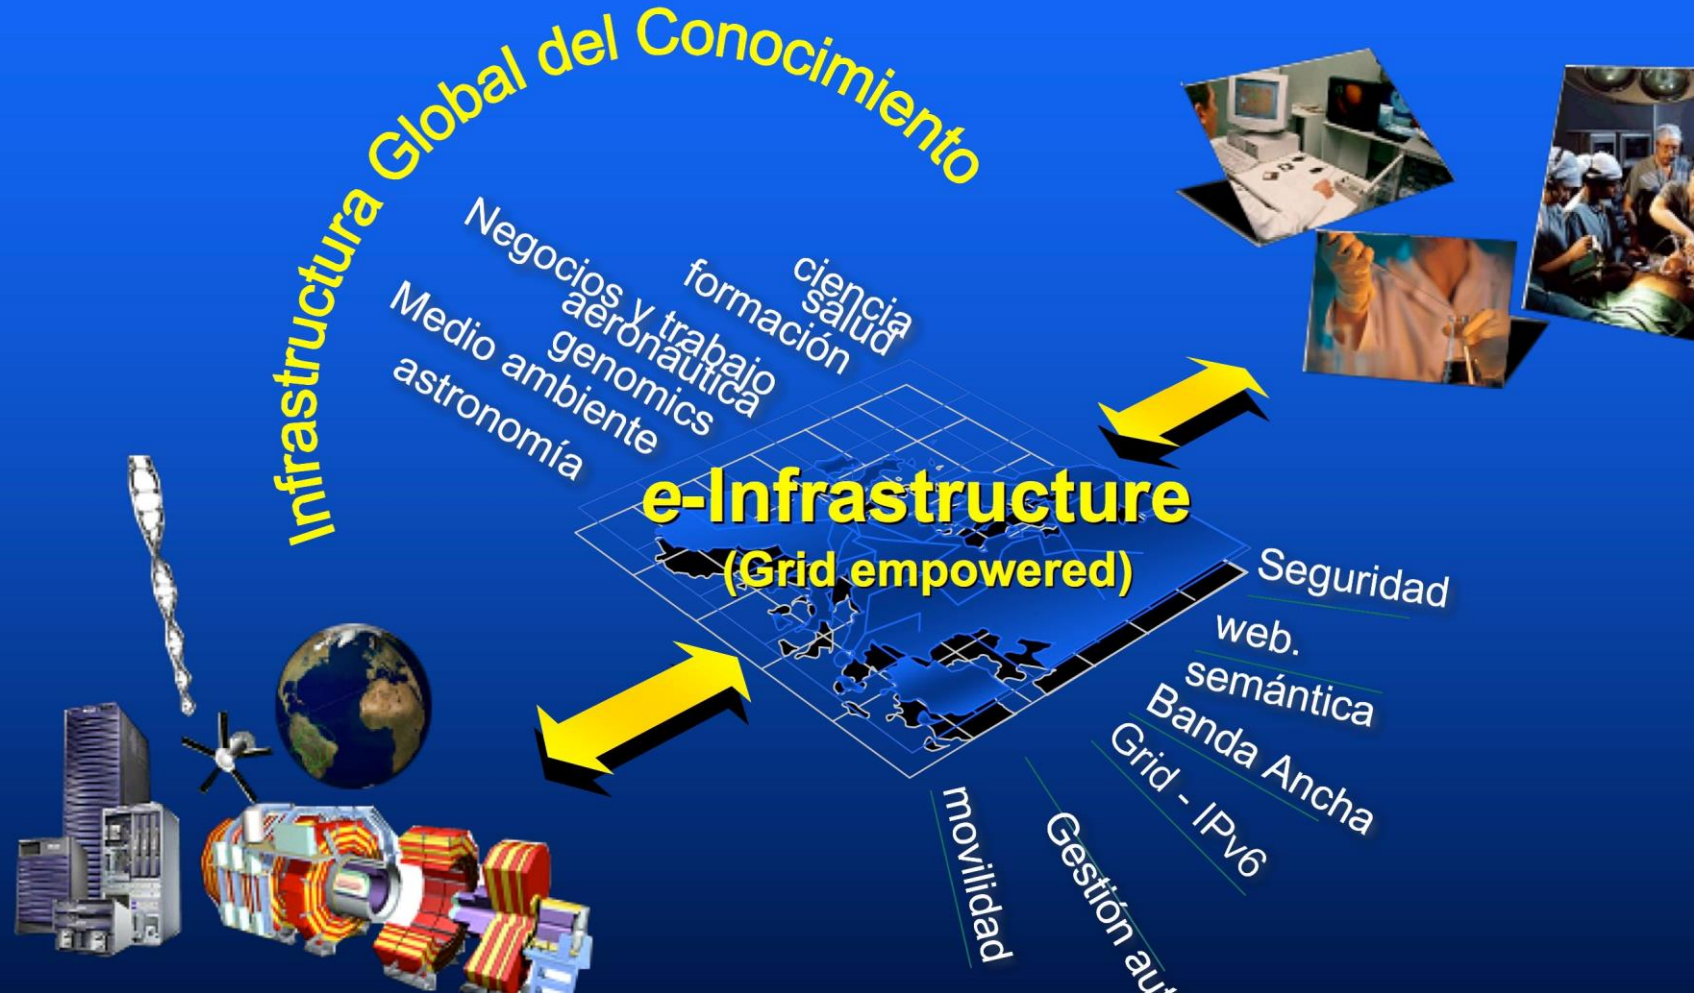 Infrastructura Global del Conocimiento
Negocios y trabajo
formación
ciencia
salud
aeronáutica
genomics
Medio ambiente
astronomía
e-Infrastructure
(Grid empowered)
Seguridad
web.
semántica
Banda Ancha
Grid - IPv6
Gestión aut
movilidad